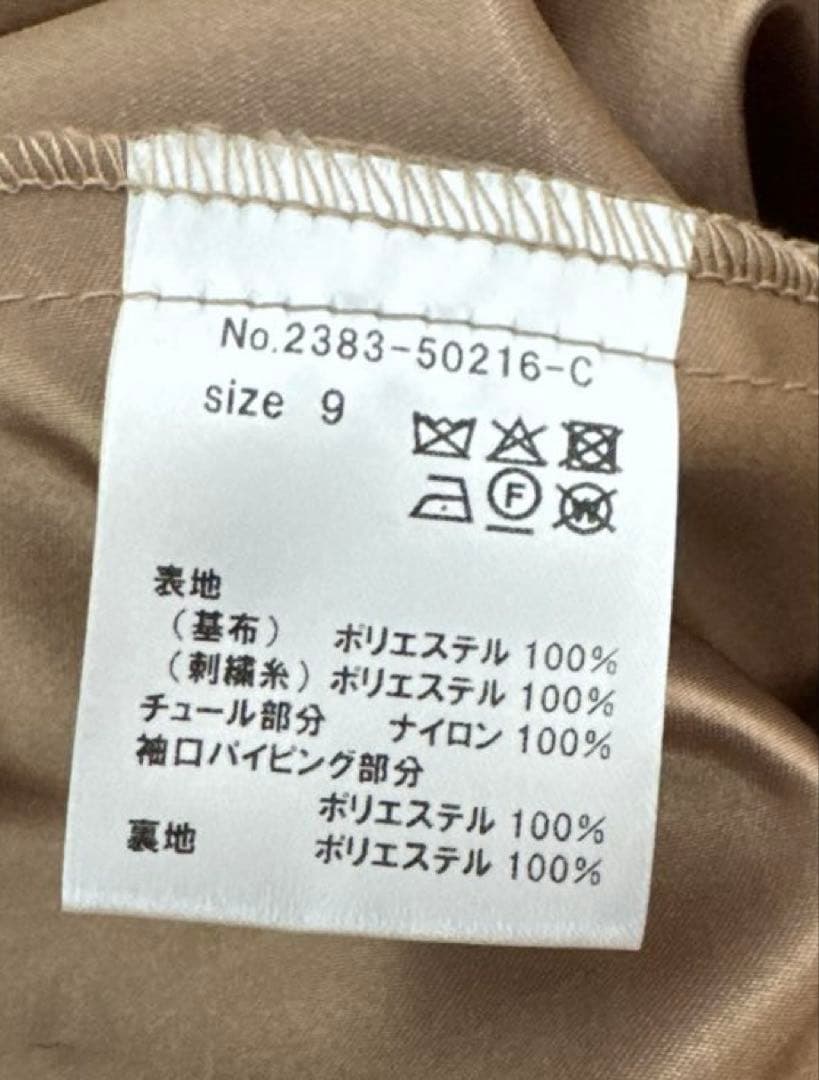 No.2383-50216-C
size 9
F
W
表地
（基布） ポリエステル 100%
（刺繍糸）ポリエステル 100%
チュール部分 ナイロン 100%
袖口パイピング部分
ポリエステル 100%
裏地 ポリエステル 100%